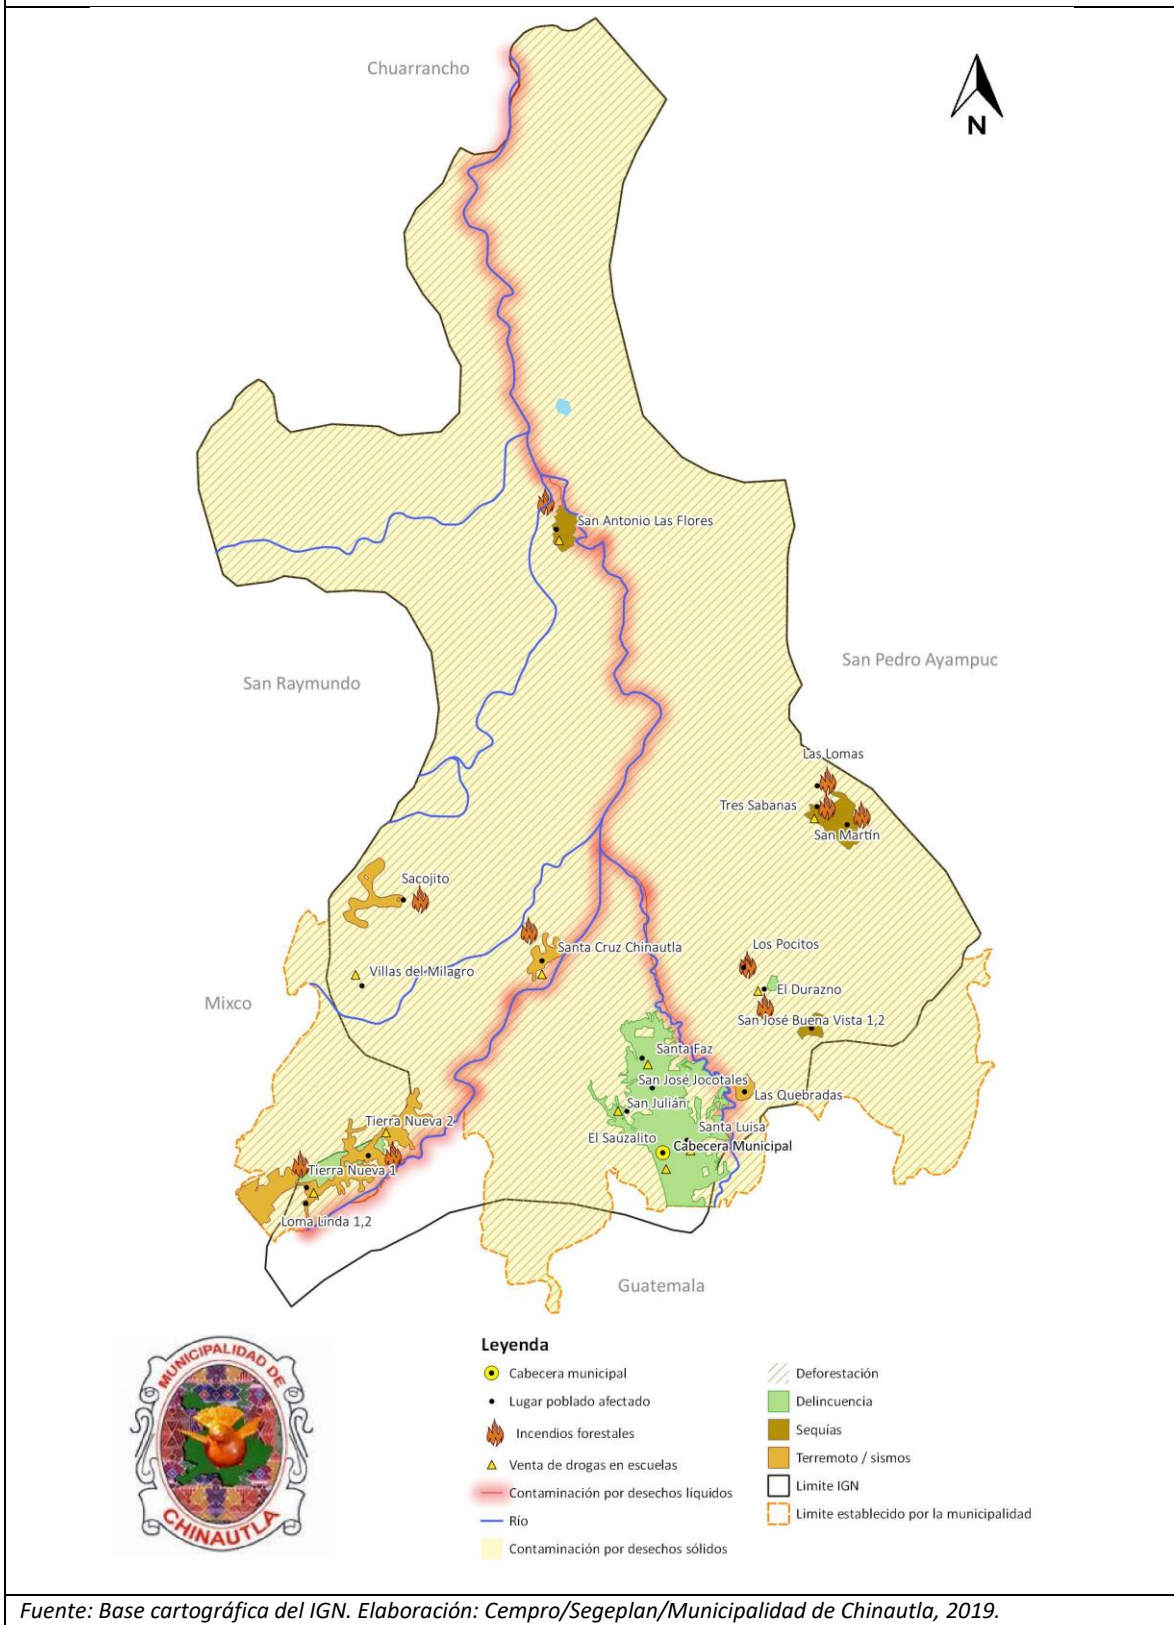 Chuarrancho
N
San Antonio Las Flores
San Pedro Ayampuc
San Raymundo
Las Lomas
Tres Sabanas
San Martín
Sacojito
Santa Cruz Chinautla
Los Pocitos
Villas del Milagro
El Durazno
Mixco
San José Buena Vista 1,2
Santa Faz
San José Jocotales
Las Quebradas
San Julián
Tierra Nueva 2
Santa Luisa
El Sauzalito
Cabecera Municipal
Tierra Nueva 1
Loma Linda 1,2
Guatemala
MUNICIPALIDAD DE
CHINAUTLA
Leyenda
Cabecera municipal
Lugar poblado afectado
Incendios forestales
Venta de drogas en escuelas
Contaminación por desechos líquidos
Río
Contaminación por desechos sólidos
Deforestación
Delincuencia
Sequías
Terremoto / sismos
Limite IGN
Limite establecido por la municipalidad
Fuente: Base cartográfica del IGN. Elaboración: Cempro/Segeplan/Municipalidad de Chinautla, 2019.